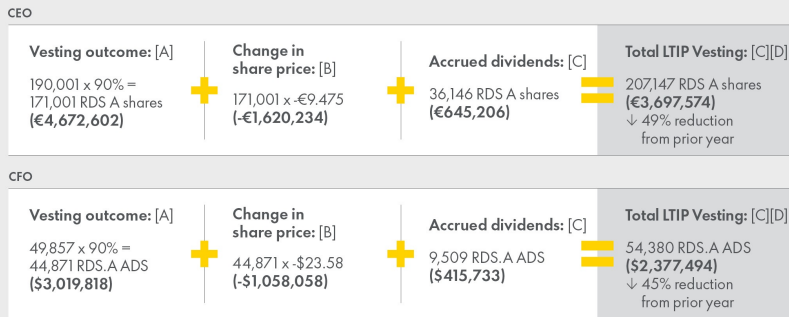 CEO
Vesting outcome: [A]
190,001 x 90% =
171,001 RDS A shares
(€4,672,602)
+
Change in
share price: [B]
171,001 x -€9.475
(-€1,620,234)
+
Accrued dividends: [C]
36,146 RDS A shares
(€645,206)
=
Total LTIP Vesting: [C][D]
207,147 RDS A shares
(€3,697,574)
↓ 49% reduction
from prior year
CFO
Vesting outcome: [A]
49,857 x 90% =
44,871 RDS.A ADS
($3,019,818)
+
Change in
share price: [B]
44,871 x -$23.58
(-$1,058,058)
+
Accrued dividends: [C]
9,509 RDS.A ADS
($415,733)
=
Total LTIP Vesting: [C][D]
54,380 RDS.A ADS
($2,377,494)
↓ 45% reduction
from prior year